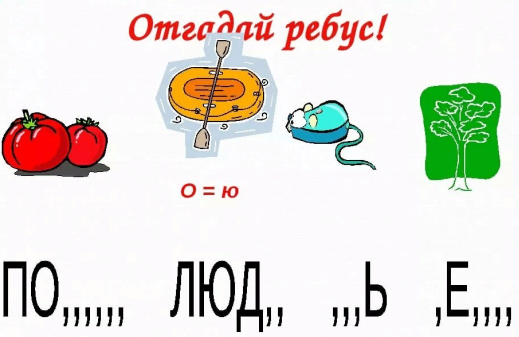 Отгадай ребус!
О = ю
ПО,,,,,, ЛЮД,, ,,,Ь ,Е,,,,